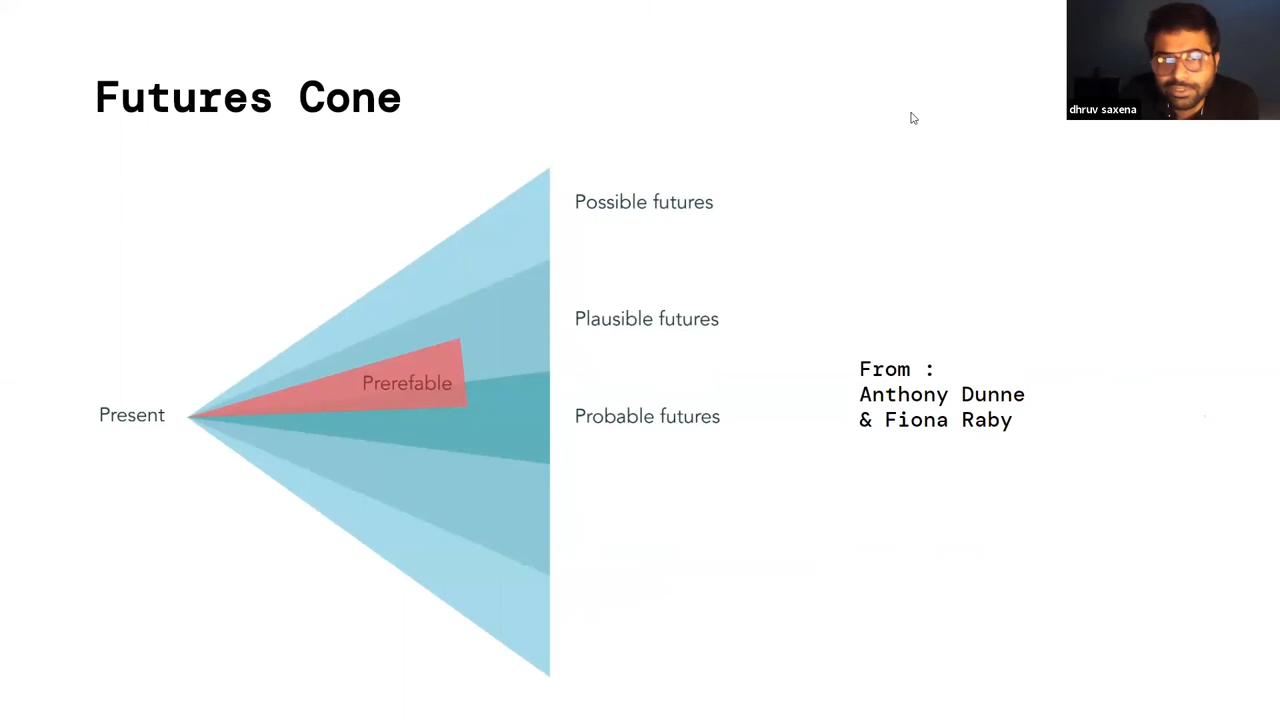 Futures Cone
dhruv saxena
Possible futures
Plausible futures
Prerefable
Present
Probable futures
From :
Anthony Dunne
& Fiona Raby